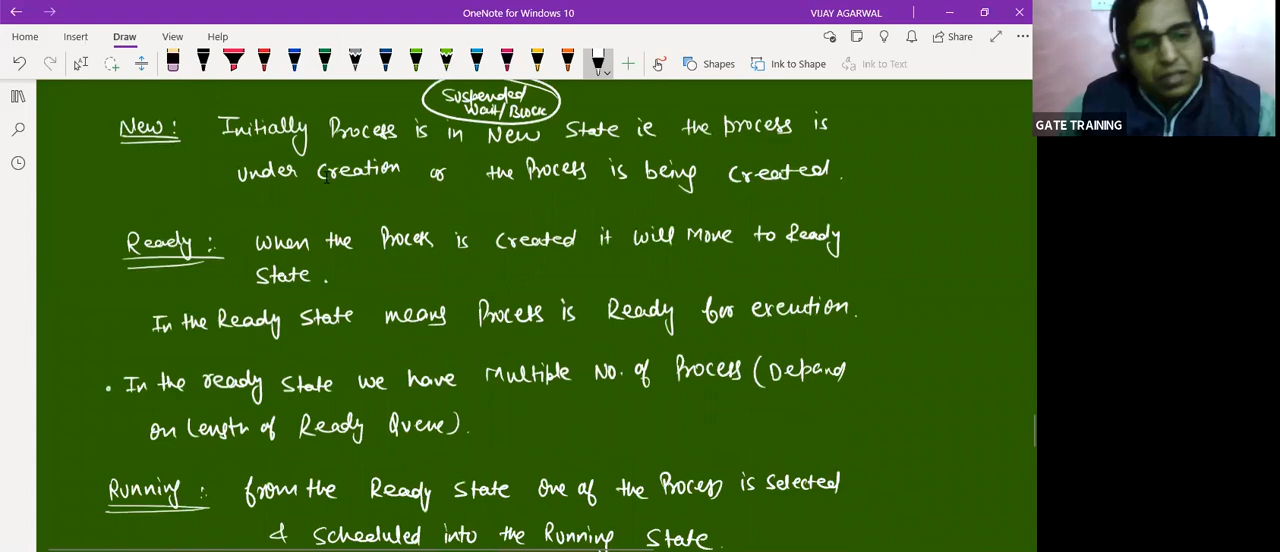 OneNote for Windows 10
VIJAY AGARWAL
Home Insert Draw View Help
Share
Shapes
Ink to Shape
Ink to Text
GATE TRAINING
Suspended
Wait/Block
New: Initially Process is in New State ie the process is
under creation or the Process is being created.
Ready: When the Process is created it will Move to Ready
State.
In the Ready State means Process is Ready for execution.
• In the ready State we have Multiple No. of Process (Depand
on Length of Ready Queue).
Running: from the Ready State one of the Process is selected
& scheduled into the Running State.